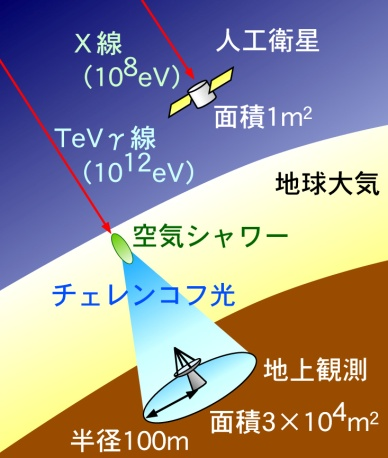 X線
(10⁸eV)
人工衛星
面積1m²
TeVγ線
(10¹²eV)
地球大気
空気シャワー
チェレンコフ光
地上観測
面積3×10⁴m²
半径100m